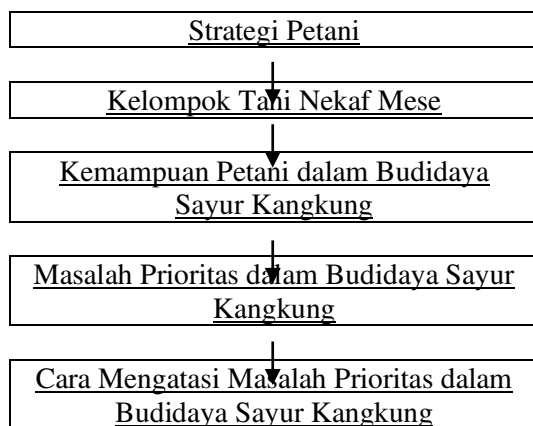 Strategi Petani
Kelompok Tani Nekaf Mese
Kemampuan Petani dalam Budidaya
Sayur Kangkung
Masalah Prioritas dalam Budidaya Sayur
Kangkung
Cara Mengatasi Masalah Prioritas dalam
Budidaya Sayur Kangkung